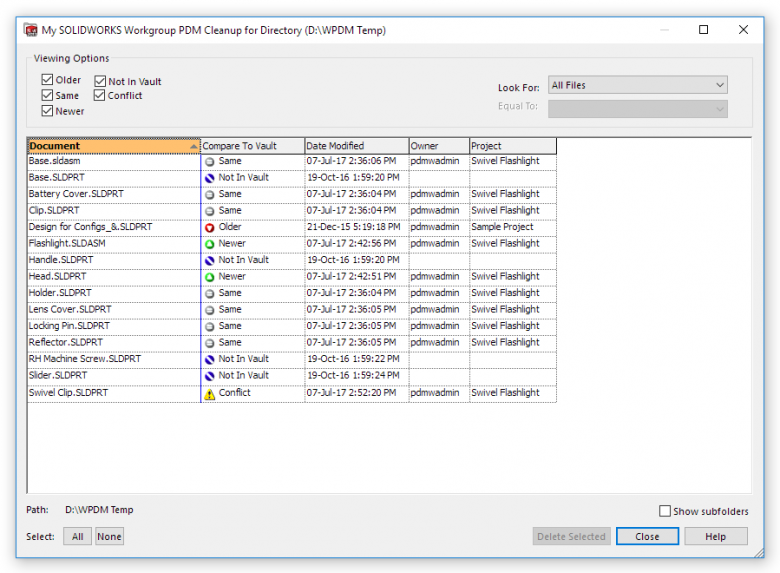 My SOLIDWORKS Workgroup PDM Cleanup for Directory (D:\WPDM Temp)
Viewing Options
Older Not In Vault
Same Conflict
Newer
Look For: All Files
Equal To:
Document Compare To Vault Date Modified Owner Project
Base.sldasm Same 07-Jul-17 2:36:06 PM pdmwadmin Swivel Flashlight
Base.SLDPRT Not In Vault 19-Oct-16 1:59:20 PM
Battery Cover.SLDPRT Same 07-Jul-17 2:36:04 PM pdmwadmin Swivel Flashlight
Clip.SLDPRT Same 07-Jul-17 2:36:04 PM pdmwadmin Swivel Flashlight
Design for Configs_&.SLDPRT Older 21-Dec-15 5:19:18 PM pdmwadmin Sample Project
Flashlight.SLDASM Newer 07-Jul-17 2:42:56 PM pdmwadmin Swivel Flashlight
Handle.SLDPRT Not In Vault 19-Oct-16 1:59:20 PM
Head.SLDPRT Newer 07-Jul-17 2:42:51 PM pdmwadmin Swivel Flashlight
Holder.SLDPRT Same 07-Jul-17 2:36:04 PM pdmwadmin Swivel Flashlight
Lens Cover.SLDPRT Same 07-Jul-17 2:36:05 PM pdmwadmin Swivel Flashlight
Locking Pin.SLDPRT Same 07-Jul-17 2:36:05 PM pdmwadmin Swivel Flashlight
Reflector.SLDPRT Same 07-Jul-17 2:36:05 PM pdmwadmin Swivel Flashlight
RH Machine Screw.SLDPRT Not In Vault 19-Oct-16 1:59:22 PM
Slider.SLDPRT Not In Vault 19-Oct-16 1:59:24 PM
Swivel Clip.SLDPRT Conflict 07-Jul-17 2:52:20 PM pdmwadmin Swivel Flashlight
Path: D:\WPDM Temp Show subfolders
Select: All None Delete Selected Close Help